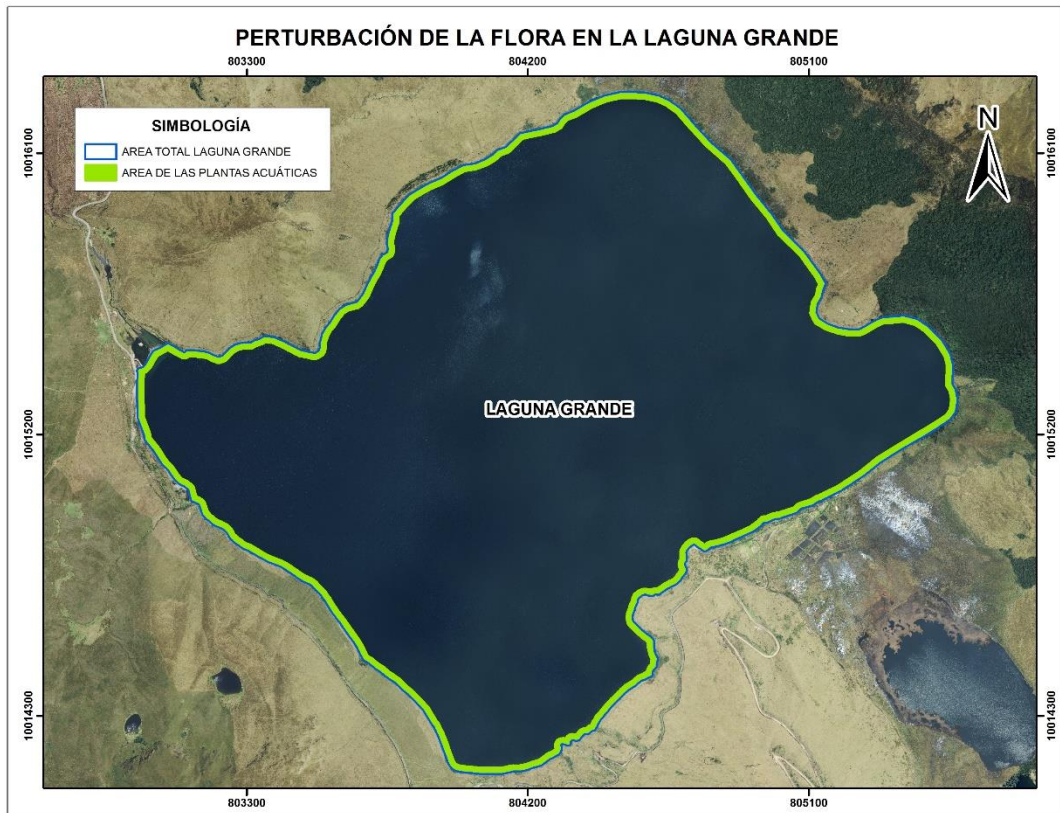 PERTURBACIÓN DE LA FLORA EN LA LAGUNA GRANDE
803300 804200 805100
SIMBOLOGÍA
AREA TOTAL LAGUNA GRANDE
AREA DE LAS PLANTAS ACUÁTICAS
N
10016100 10016100
LAGUNA GRANDE
10015200 10015200
10014300 10014300
803300 804200 805100